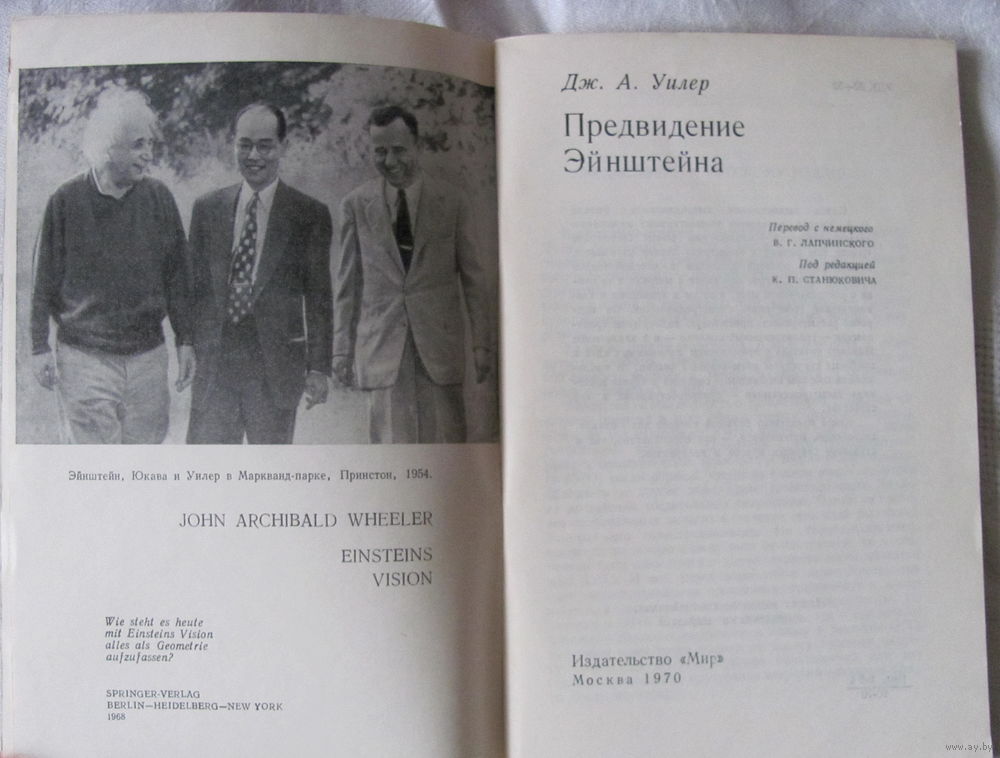 Эйнштейн, Юкава и Уилер в Маркванд-парке, Принстон, 1954.
JOHN ARCHIBALD WHEELER
EINSTEINS
VISION
Wie steht es heute
mit Einsteins Vision
alles als Geometrie
aufzufassen?
SPRINGER-VERLAG
BERLIN—HEIDELBERG—NEW YORK
1968
Дж. А. Уилер
Предвидение
Эйнштейна
Перевод с немецкого
В. Г. ЛАПЧИНСКОГО
Под редакцией
К. П. СТАНЮКОВИЧА
Издательство «Мир»
Москва 1970
www.ay.by